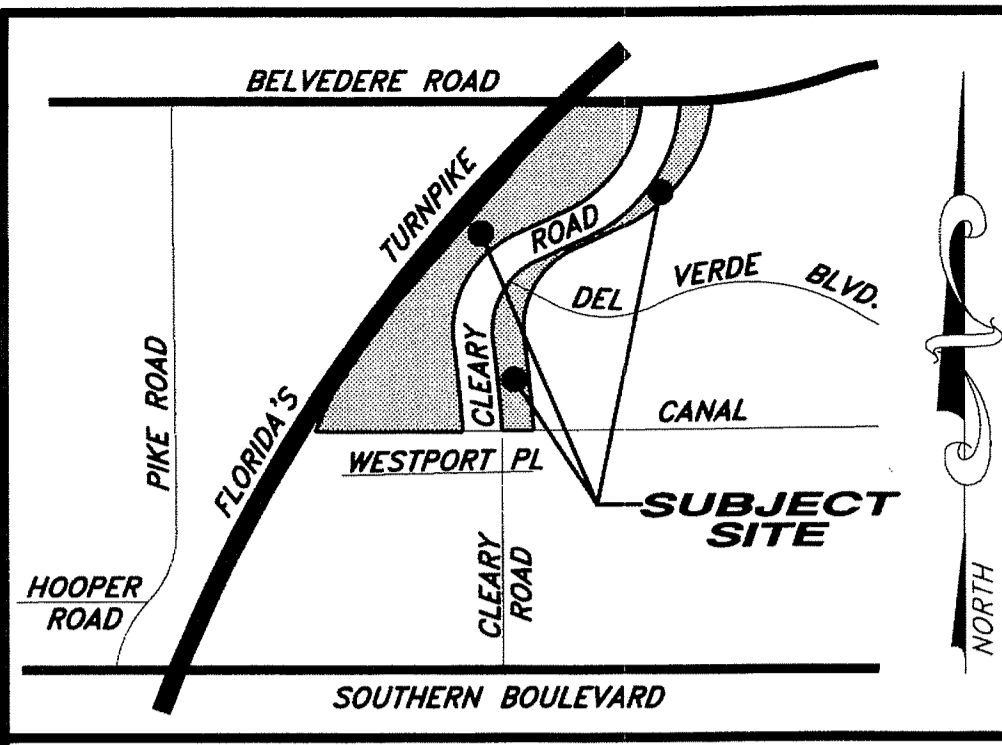 BELVEDERE ROAD
TURNPIKE
ROAD
DEL VERDE BLVD.
PIKE ROAD
FLORIDA'S
CLEARY
CANAL
WESTPORT PL
SUBJECT
SITE
CLEARY
ROAD
HOOPER
ROAD
NORTH
SOUTHERN BOULEVARD